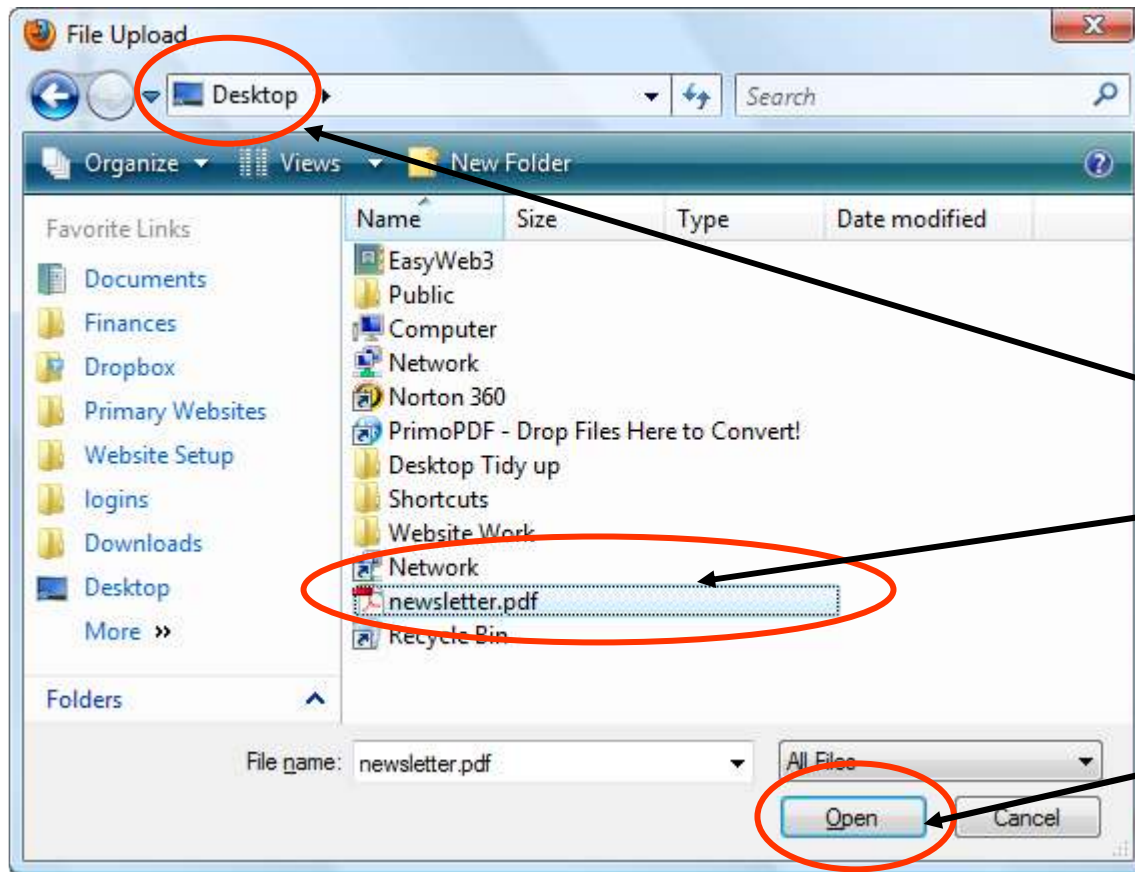 File Upload
Desktop
Search
Organize Views New Folder
Favorite Links
Documents
Finances
Dropbox
Primary Websites
Website Setup
logins
Downloads
Desktop
More »
Folders
Name Size Type Date modified
EasyWeb3
Public
Computer
Network
Norton 360
PrimoPDF - Drop Files Here to Convert!
Desktop Tidy up
Shortcuts
Website Work
Network
newsletter.pdf
Recycle Bin
File name: newsletter.pdf All Files
Open Cancel